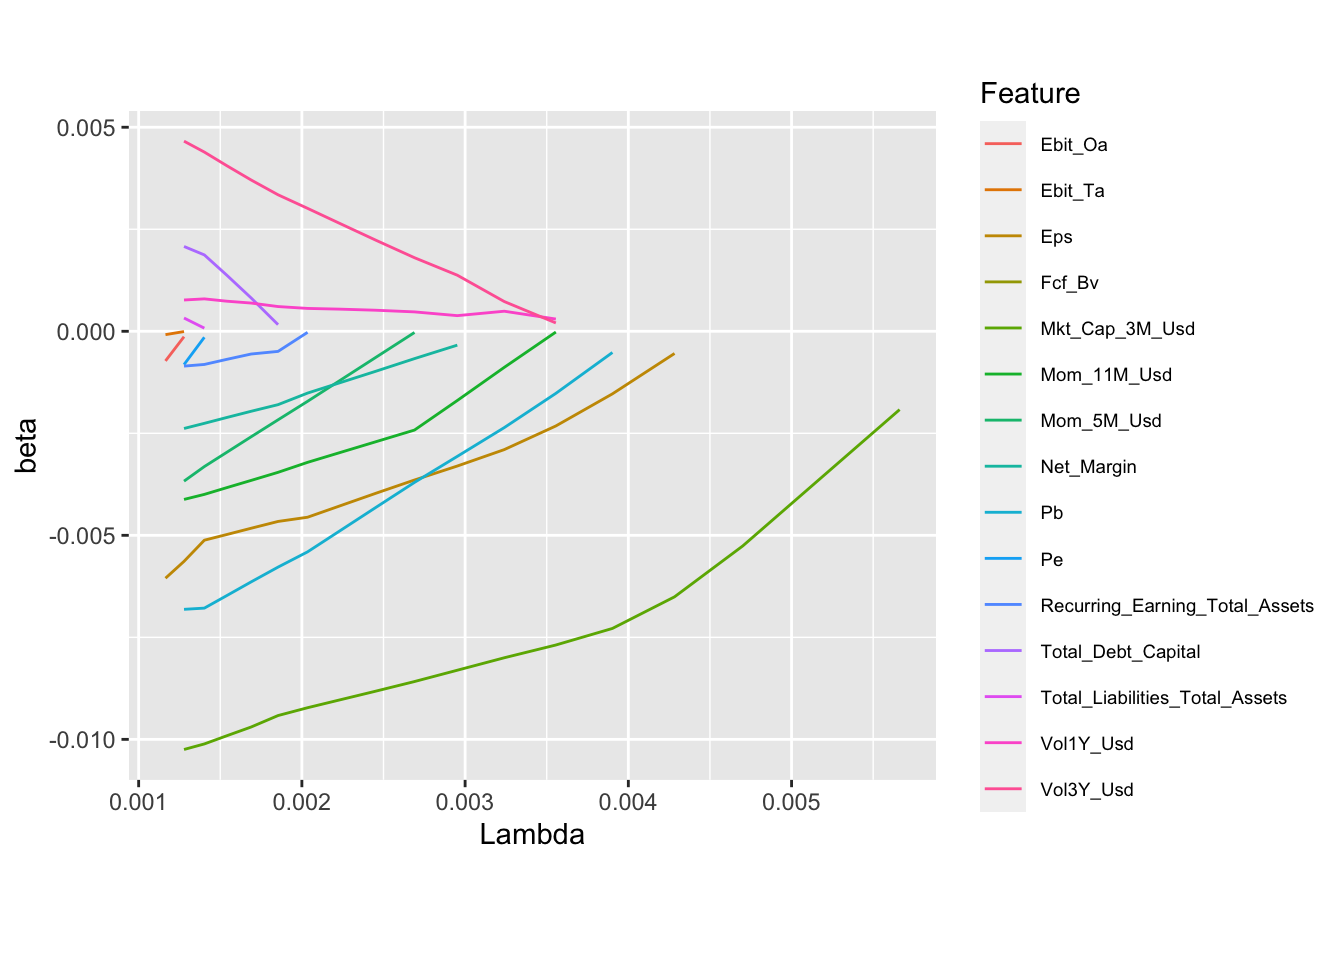 Feature
0.005
0.000
-0.005
-0.010
beta
0.001
0.002
0.003
0.004
0.005
Lambda
Ebit_Oa
Ebit_Ta
Eps
Fcf_Bv
Mkt_Cap_3M_Usd
Mom_11M_Usd
Mom_5M_Usd
Net_Margin
Pb
Pe
Recurring_Earning_Total_Assets
Total_Debt_Capital
Total_Liabilities_Total_Assets
Vol1Y_Usd
Vol3Y_Usd